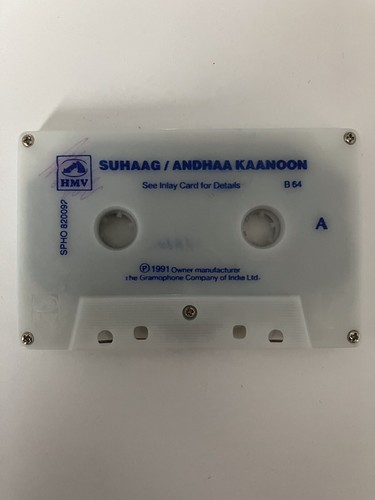 SUHAAG / ANDHAA KAANOON
HMV
See Inlay Card for Details
B 64
SPHO 820092
A
Ⓟ 1991 Owner manufacturer
The Gramophone Company of India Ltd.